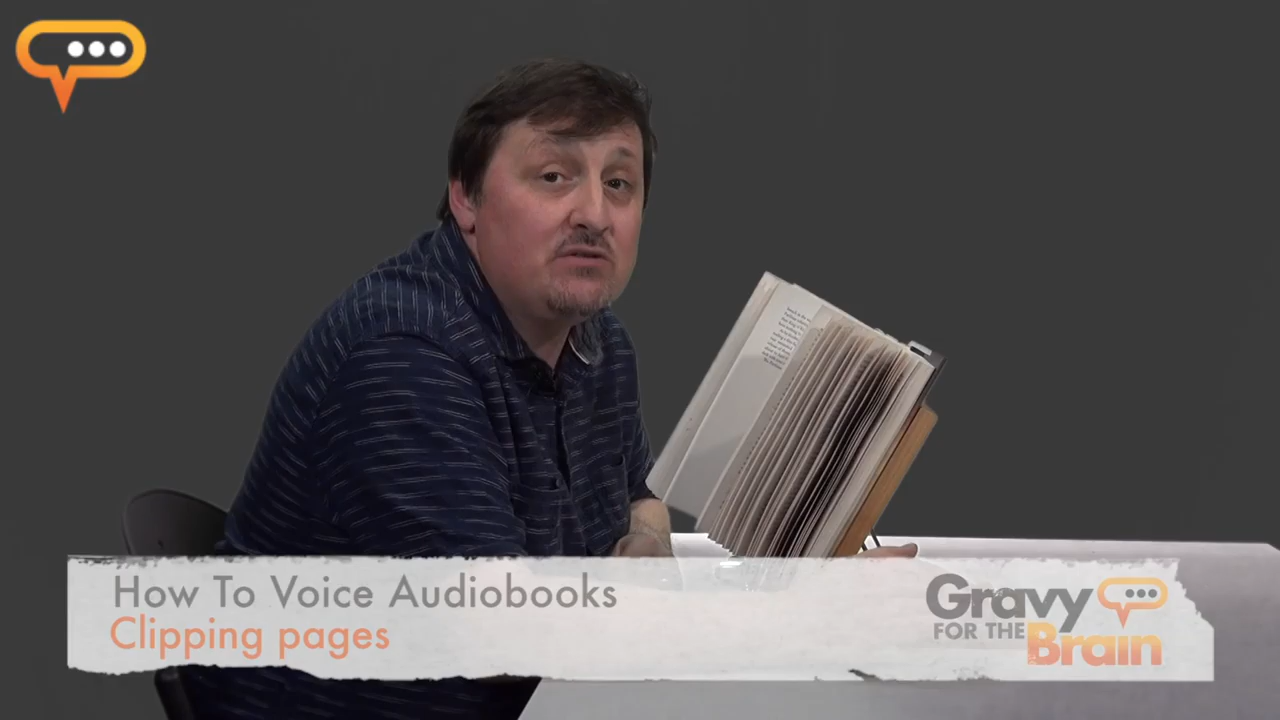 How To Voice Audiobooks
Clipping pages
Gravy
FOR THE
Brain